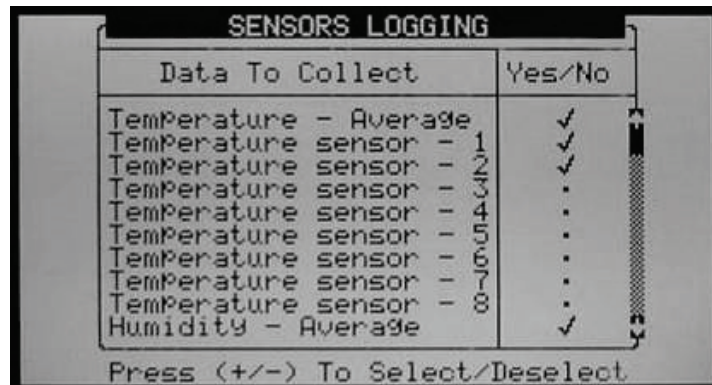 SENSORS LOGGING
Data To Collect Yes/No
Temperature - Average ✓
Temperature sensor - 1 ✓
Temperature sensor - 2 ✓
Temperature sensor - 3 .
Temperature sensor - 4 .
Temperature sensor - 5 .
Temperature sensor - 6 .
Temperature sensor - 7 .
Temperature sensor - 8 .
Humidity - Average ✓
Press (+/-) To Select/Deselect